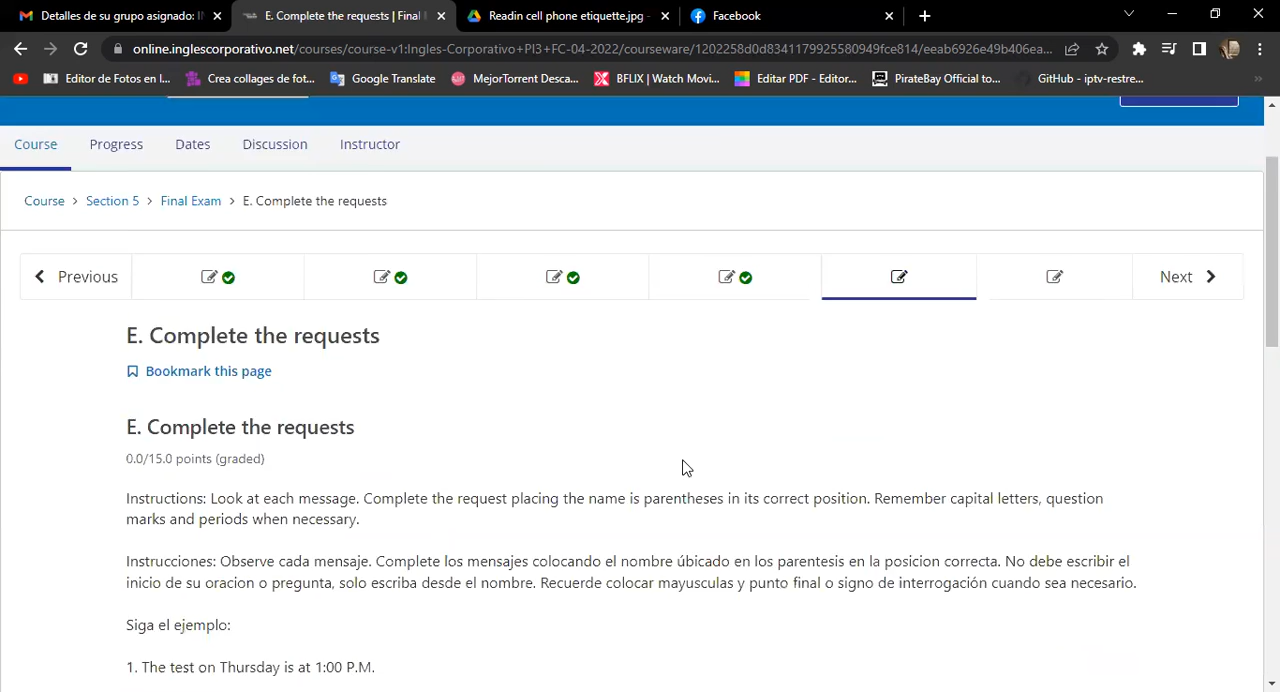 Detalles de su grupo asignado: I
E. Complete the requests | Final
Readin cell phone etiquette.jpg -
Facebook
online.inglescorporativo.net/courses/course-v1:Ingles-Corporativo+PI3+FC-04-2022/courseware/1202258d0d8341179925580949fce814/eeab6926e49b406ea...
Editor de Fotos en l...
Crea collages de fot...
Google Translate
MejorTorrent Desca...
BFLIX | Watch Movi...
Editar PDF - Editor...
PirateBay Official to...
GitHub - iptv-restre...
Course
Progress
Dates
Discussion
Instructor
Course > Section 5 > Final Exam > E. Complete the requests
Previous
Next
E. Complete the requests
Bookmark this page
E. Complete the requests
0.0/15.0 points (graded)
Instructions: Look at each message. Complete the request placing the name is parentheses in its correct position. Remember capital letters, question
marks and periods when necessary.
Instrucciones: Observe cada mensaje. Complete los mensajes colocando el nombre úbicado en los parentesis en la posicion correcta. No debe escribir el
inicio de su oracion o pregunta, solo escriba desde el nombre. Recuerde colocar mayusculas y punto final o signo de interrogación cuando sea necesario.
Siga el ejemplo:
1. The test on Thursday is at 1:00 P.M.